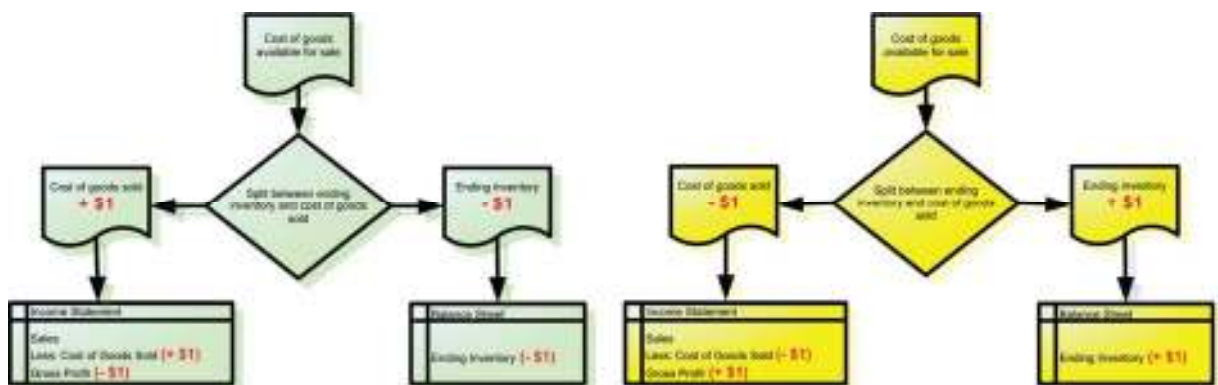 Cost of goods
available for sale
Cost of goods sold
+ $1
Split between ending
inventory and cost of goods
sold
Ending Inventory
- $1
Income Statement
Sales
Less: Cost of Goods Sold (+ $1)
Gross Profit (- $1)
Balance Sheet
Ending Inventory (- $1)
Cost of goods
available for sale
Cost of goods sold
- $1
Split between ending
inventory and cost of goods
sold
Ending Inventory
+ $1
Income Statement
Sales
Less: Cost of Goods Sold (- $1)
Gross Profit (+ $1)
Balance Sheet
Ending Inventory (+ $1)